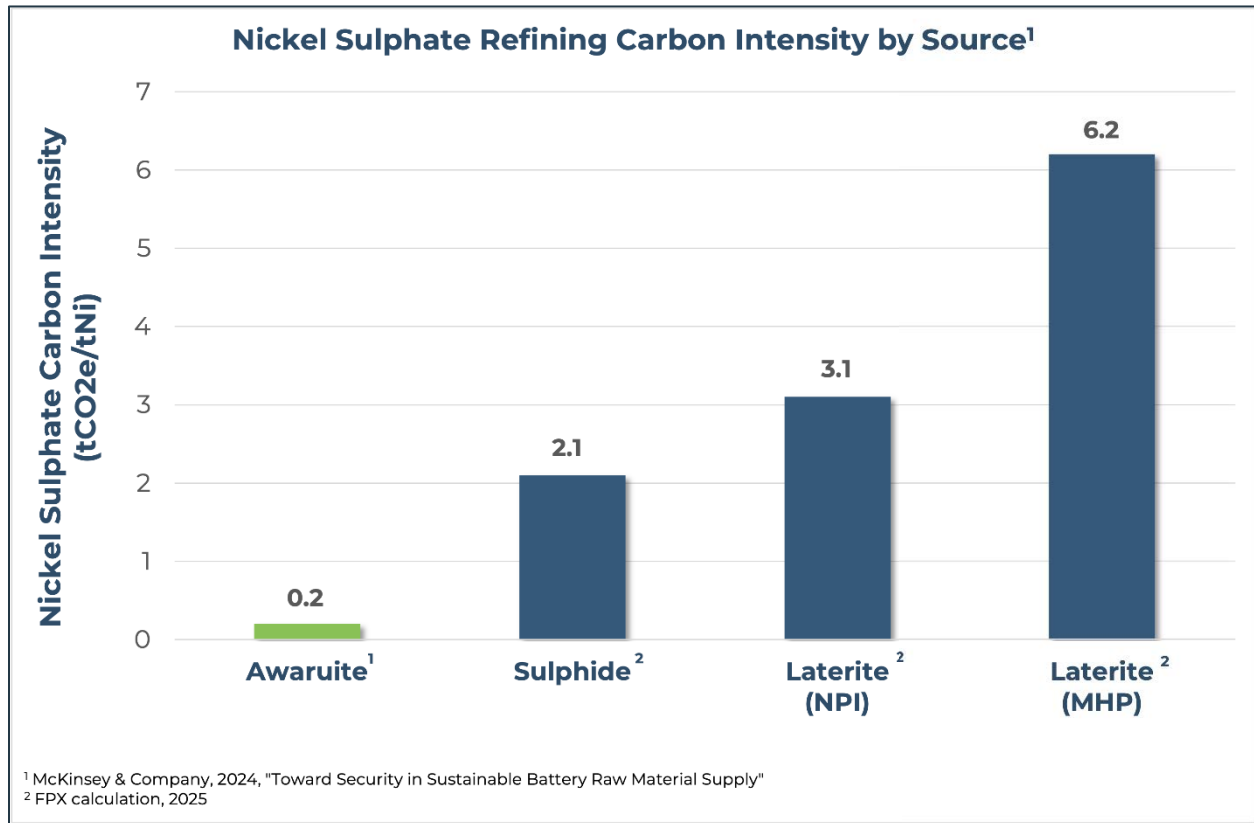 Nickel Sulphate Refining Carbon Intensity by Source¹
Nickel Sulphate Carbon Intensity
(tCO2e/tNi)
7
6
5
4
3
2
1
0
0.2
2.1
3.1
6.2
Awaruite¹
Sulphide²
Laterite ²
(NPI)
Laterite ²
(MHP)
¹ McKinsey & Company, 2024, "Toward Security in Sustainable Battery Raw Material Supply"
² FPX calculation, 2025